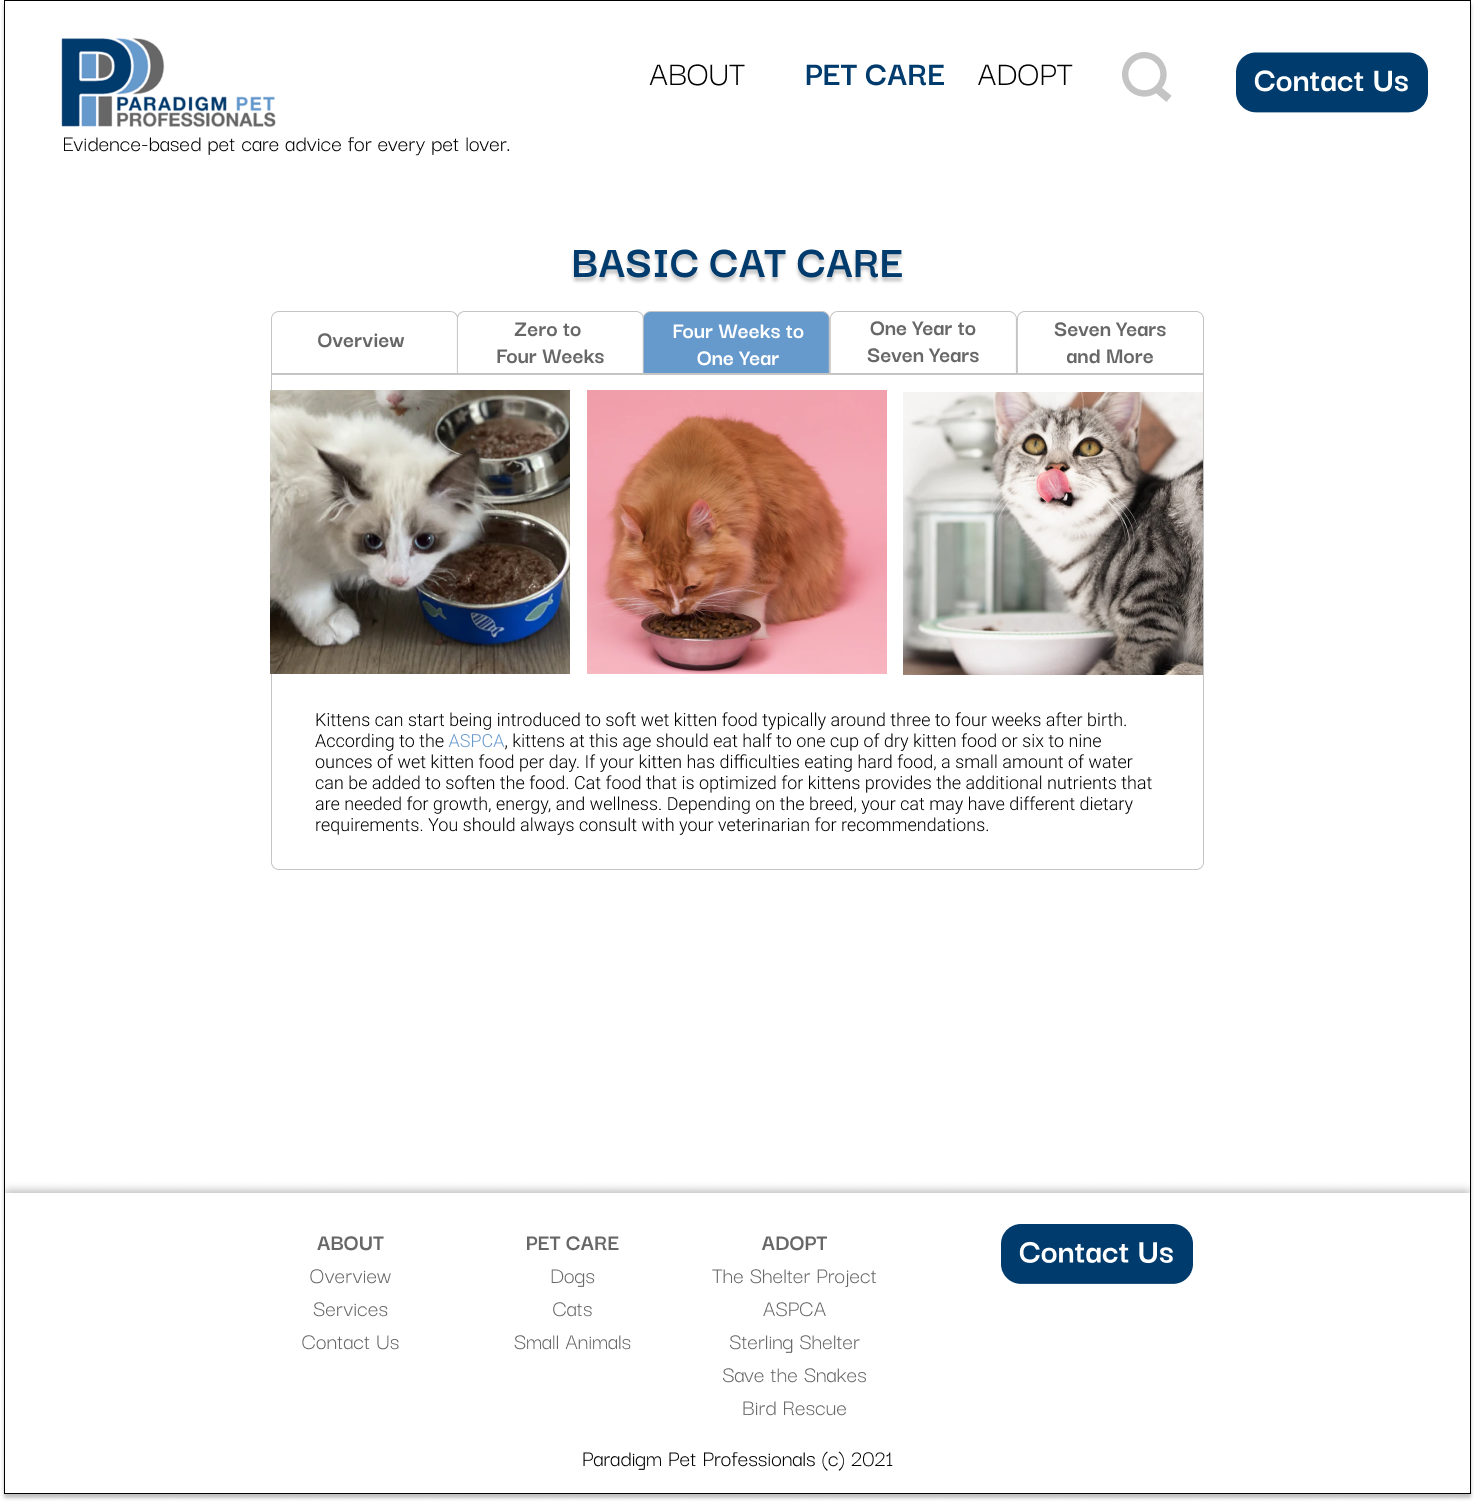 PARADIGM PET
PROFESSIONALS
Evidence-based pet care advice for every pet lover.
ABOUT
PET CARE
ADOPT
Contact Us
BASIC CAT CARE
Overview
Zero to
Four Weeks
Four Weeks to
One Year
One Year to
Seven Years
Seven Years
and More
Kittens can start being introduced to soft wet kitten food typically around three to four weeks after birth.
According to the ASPCA, kittens at this age should eat half to one cup of dry kitten food or six to nine
ounces of wet kitten food per day. If your kitten has difficulties eating hard food, a small amount of water
can be added to soften the food. Cat food that is optimized for kittens provides the additional nutrients that
are needed for growth, energy, and wellness. Depending on the breed, your cat may have different dietary
requirements. You should always consult with your veterinarian for recommendations.
ABOUT
Overview
Services
Contact Us
PET CARE
Dogs
Cats
Small Animals
ADOPT
The Shelter Project
ASPCA
Sterling Shelter
Save the Snakes
Bird Rescue
Contact Us
Paradigm Pet Professionals (c) 2021